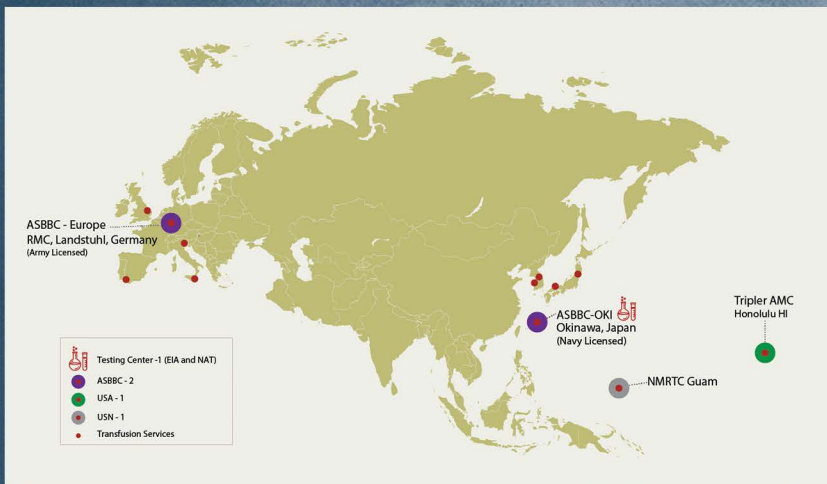 ASBBC - Europe
RMC, Landstuhl, Germany
(Army Licensed)
ASBBC-OKI
Okinawa, Japan
(Navy Licensed)
Tripler AMC
Honolulu HI
NMRTC Guam
Testing Center -1 (EIA and NAT)
ASBBC - 2
USA - 1
USN - 1
Transfusion Services